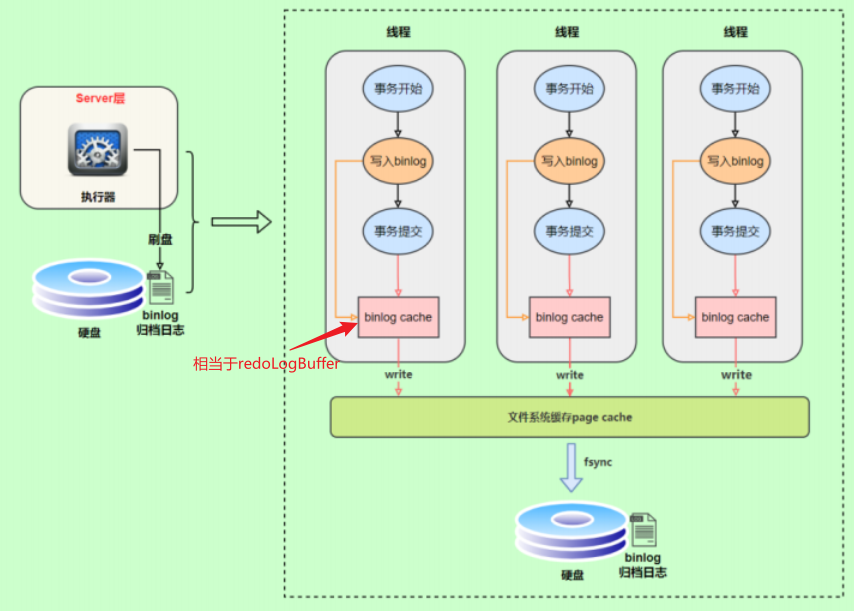 Server层
执行器
刷盘
硬盘
binlog
归档日志
线程
事务开始
写入binlog
事务提交
binlog cache
write
线程
事务开始
写入binlog
事务提交
binlog cache
write
线程
事务开始
写入binlog
事务提交
binlog cache
write
相当于redoLogBuffer
文件系统缓存page cache
fsync
硬盘
binlog
归档日志